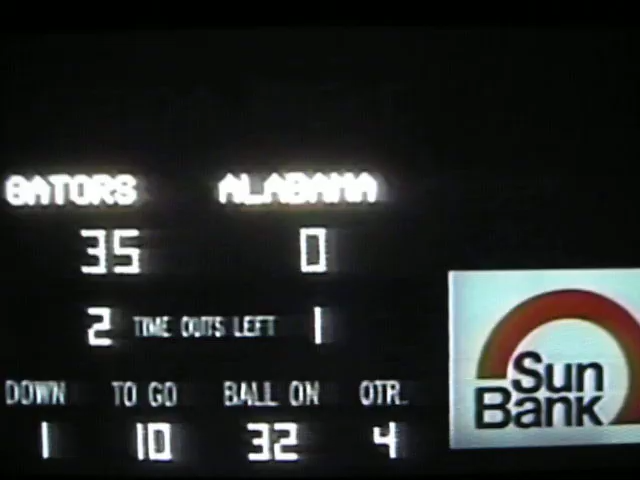 GATORS ALABAMA
35 0
2 TIME OUTS LEFT 1
DOWN TO GO BALL ON QTR.
1 10 32 4
Sun
Bank